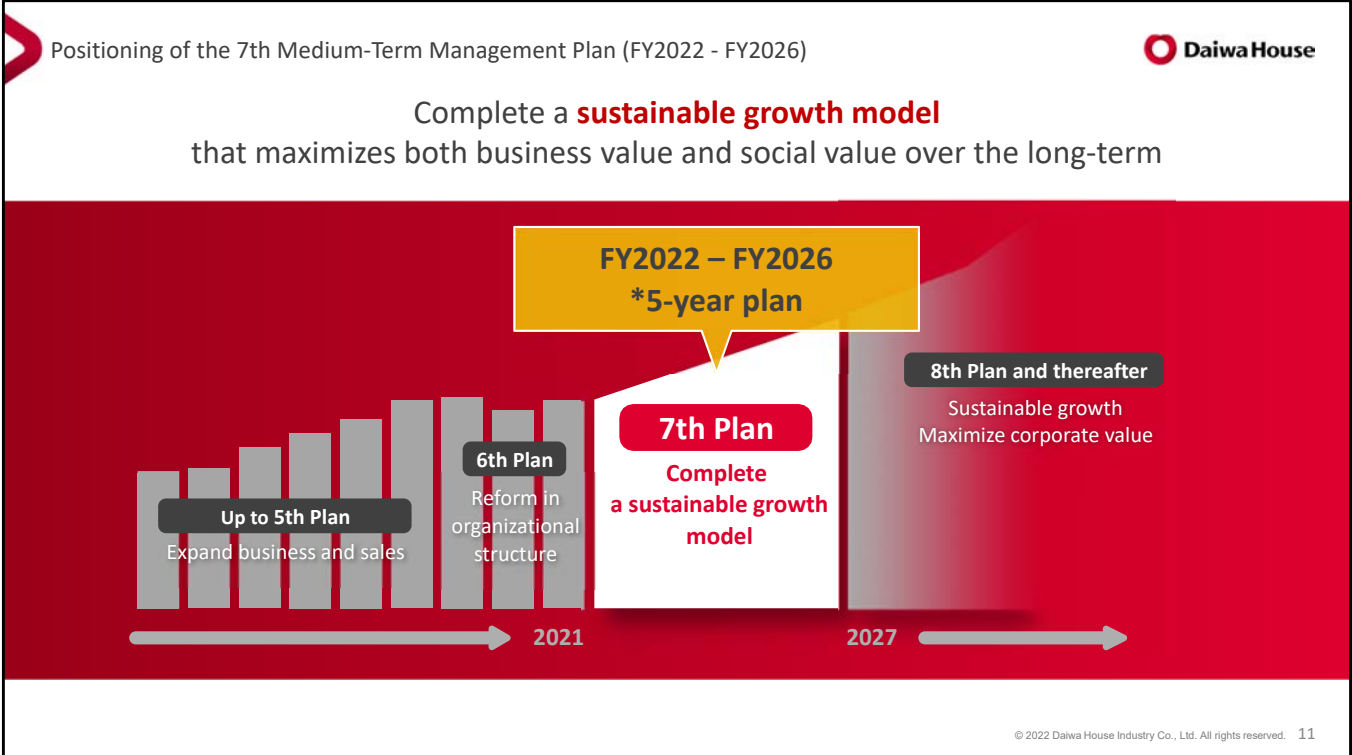 Positioning of the 7th Medium-Term Management Plan (FY2022 - FY2026)
Daiwa House
Complete a sustainable growth model
that maximizes both business value and social value over the long-term
FY2022 – FY2026
*5-year plan
8th Plan and thereafter
Sustainable growth
Maximize corporate value
7th Plan
Complete
a sustainable growth
model
6th Plan
Reform in
organizational
structure
Up to 5th Plan
Expand business and sales
2021
2027
© 2022 Daiwa House Industry Co., Ltd. All rights reserved. 11